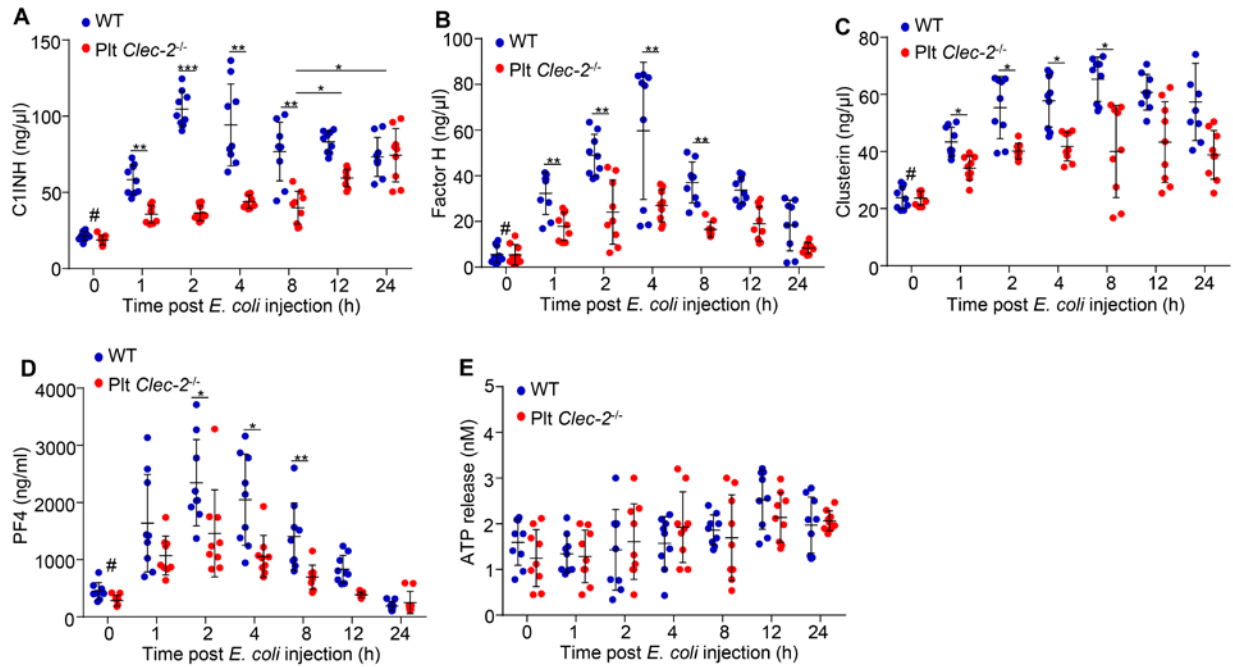 A
WT
Plt Clec-2-/-
C1INH (ng/µl)
150
100
50
0
***
**
**
**
*
*
#
0 1 2 4 8 12 24
Time post E. coli injection (h)
B
WT
Plt Clec-2-/-
Factor H (ng/µl)
100
80
60
40
20
0
**
**
**
**
#
0 1 2 4 8 12 24
Time post E. coli injection (h)
C
WT
Plt Clec-2-/-
Clusterin (ng/µl)
80
60
40
20
0
*
*
*
*
#
0 1 2 4 8 12 24
Time post E. coli injection (h)
D
WT
Plt Clec-2-/-
PF4 (ng/ml)
4000
3000
2000
1000
0
*
*
**
#
0 1 2 4 8 12 24
Time post E. coli injection (h)
E
WT
Plt Clec-2-/-
ATP release (nM)
5
4
3
2
1
0
0 1 2 4 8 12 24
Time post E. coli injection (h)